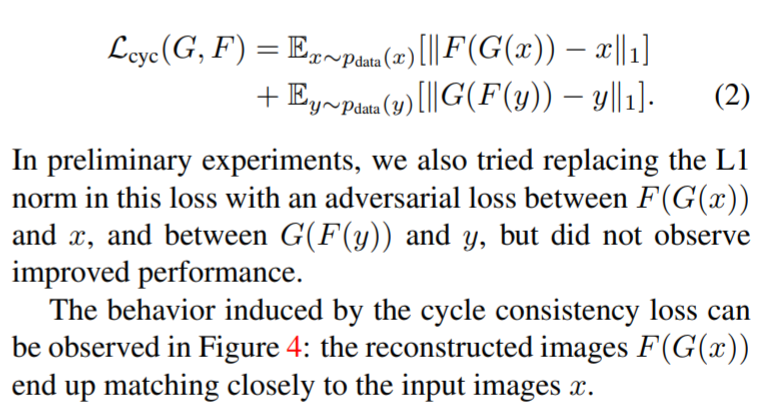 ℒcyc(G, F) = 𝔼x∼pdata(x)[∥F(G(x)) − x∥1]
+ 𝔼y∼pdata(y)[∥G(F(y)) − y∥1]. (2)
In preliminary experiments, we also tried replacing the L1
norm in this loss with an adversarial loss between F(G(x))
and x, and between G(F(y)) and y, but did not observe
improved performance.
The behavior induced by the cycle consistency loss can
be observed in Figure 4: the reconstructed images F(G(x))
end up matching closely to the input images x.